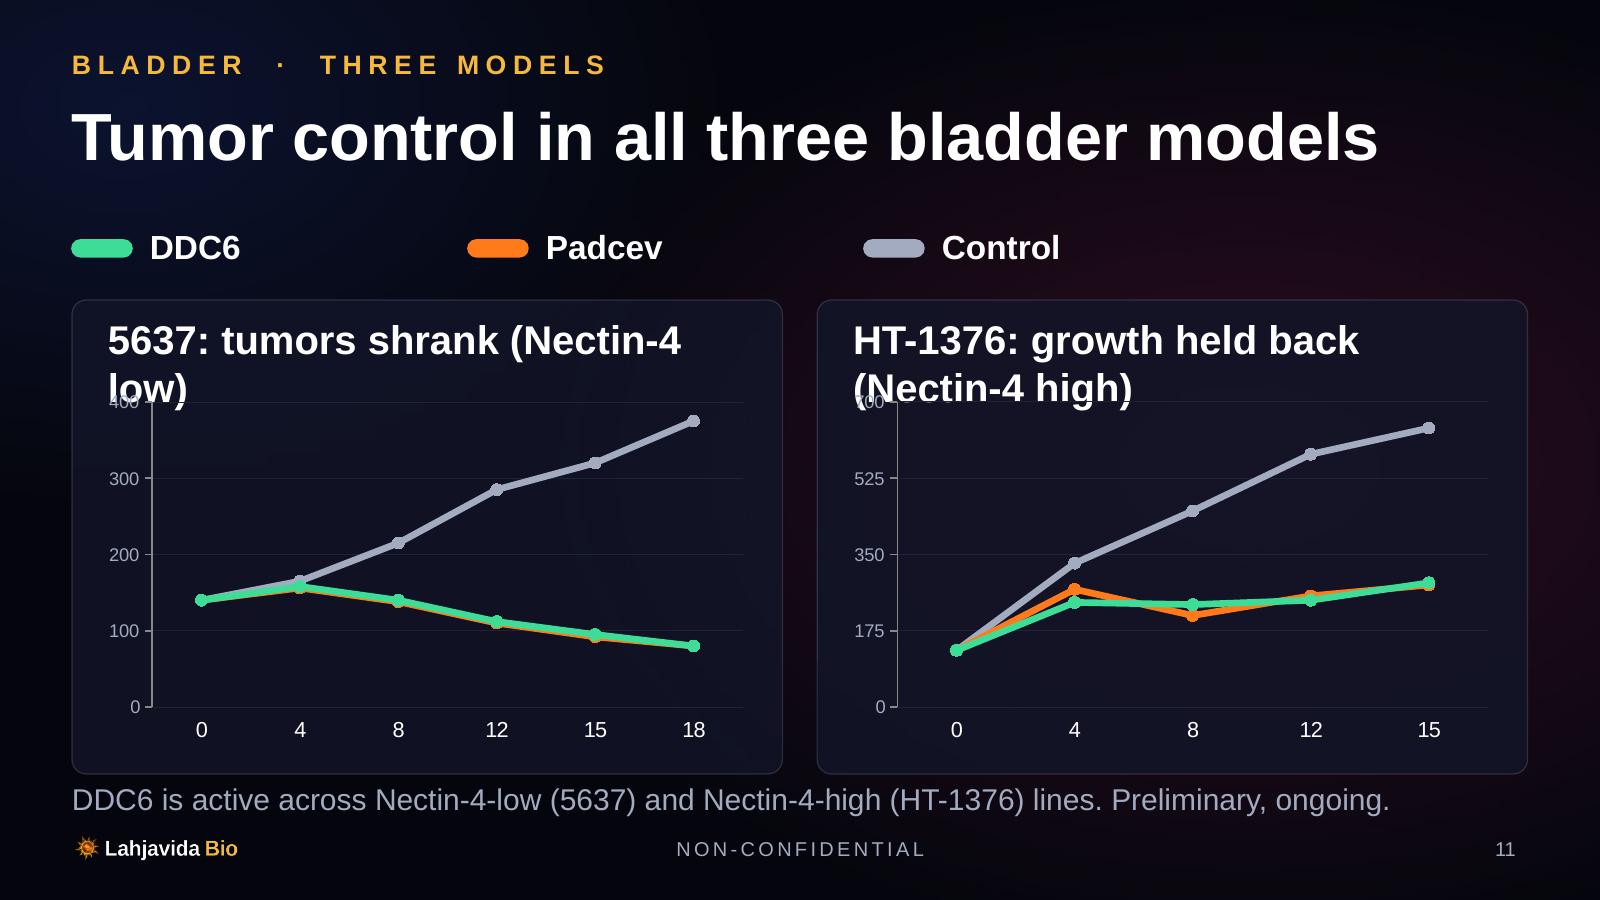 BLADDER · THREE MODELS
Tumor control in all three bladder models
DDC6
Padcev
Control
5637: tumors shrank (Nectin-4
low)
400
300
200
100
0
0 4 8 12 15 18
HT-1376: growth held back
(Nectin-4 high)
700
525
350
175
0
0 4 8 12 15
DDC6 is active across Nectin-4-low (5637) and Nectin-4-high (HT-1376) lines. Preliminary, ongoing.
Lahjavida Bio
NON-CONFIDENTIAL
11